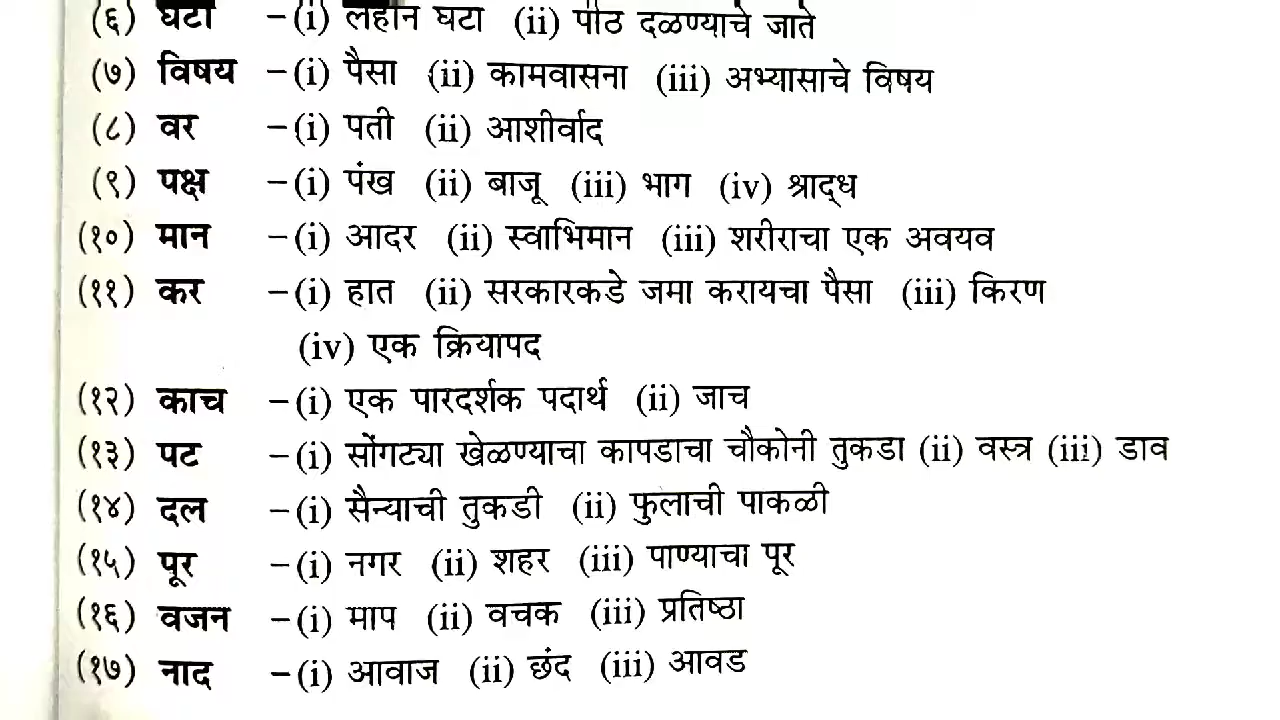 (६) घटा – (i) लहान घटा (ii) पीठ दळण्याचे जाते
(७) विषय – (i) पैसा (ii) कामवासना (iii) अभ्यासाचे विषय
(८) वर – (i) पती (ii) आशीर्वाद
(९) पक्ष – (i) पंख (ii) बाजू (iii) भाग (iv) श्राद्ध
(१०) मान – (i) आदर (ii) स्वाभिमान (iii) शरीराचा एक अवयव
(११) कर – (i) हात (ii) सरकारकडे जमा करायचा पैसा (iii) किरण
(iv) एक क्रियापद
(१२) काच – (i) एक पारदर्शक पदार्थ (ii) जाच
(१३) पट – (i) सोंगट्या खेळण्याचा कापडाचा चौकोनी तुकडा (ii) वस्त्र (iii) डाव
(१४) दल – (i) सैन्याची तुकडी (ii) फुलाची पाकळी
(१५) पूर – (i) नगर (ii) शहर (iii) पाण्याचा पूर
(१६) वजन – (i) माप (ii) वचक (iii) प्रतिष्ठा
(१७) नाद – (i) आवाज (ii) छंद (iii) आवड